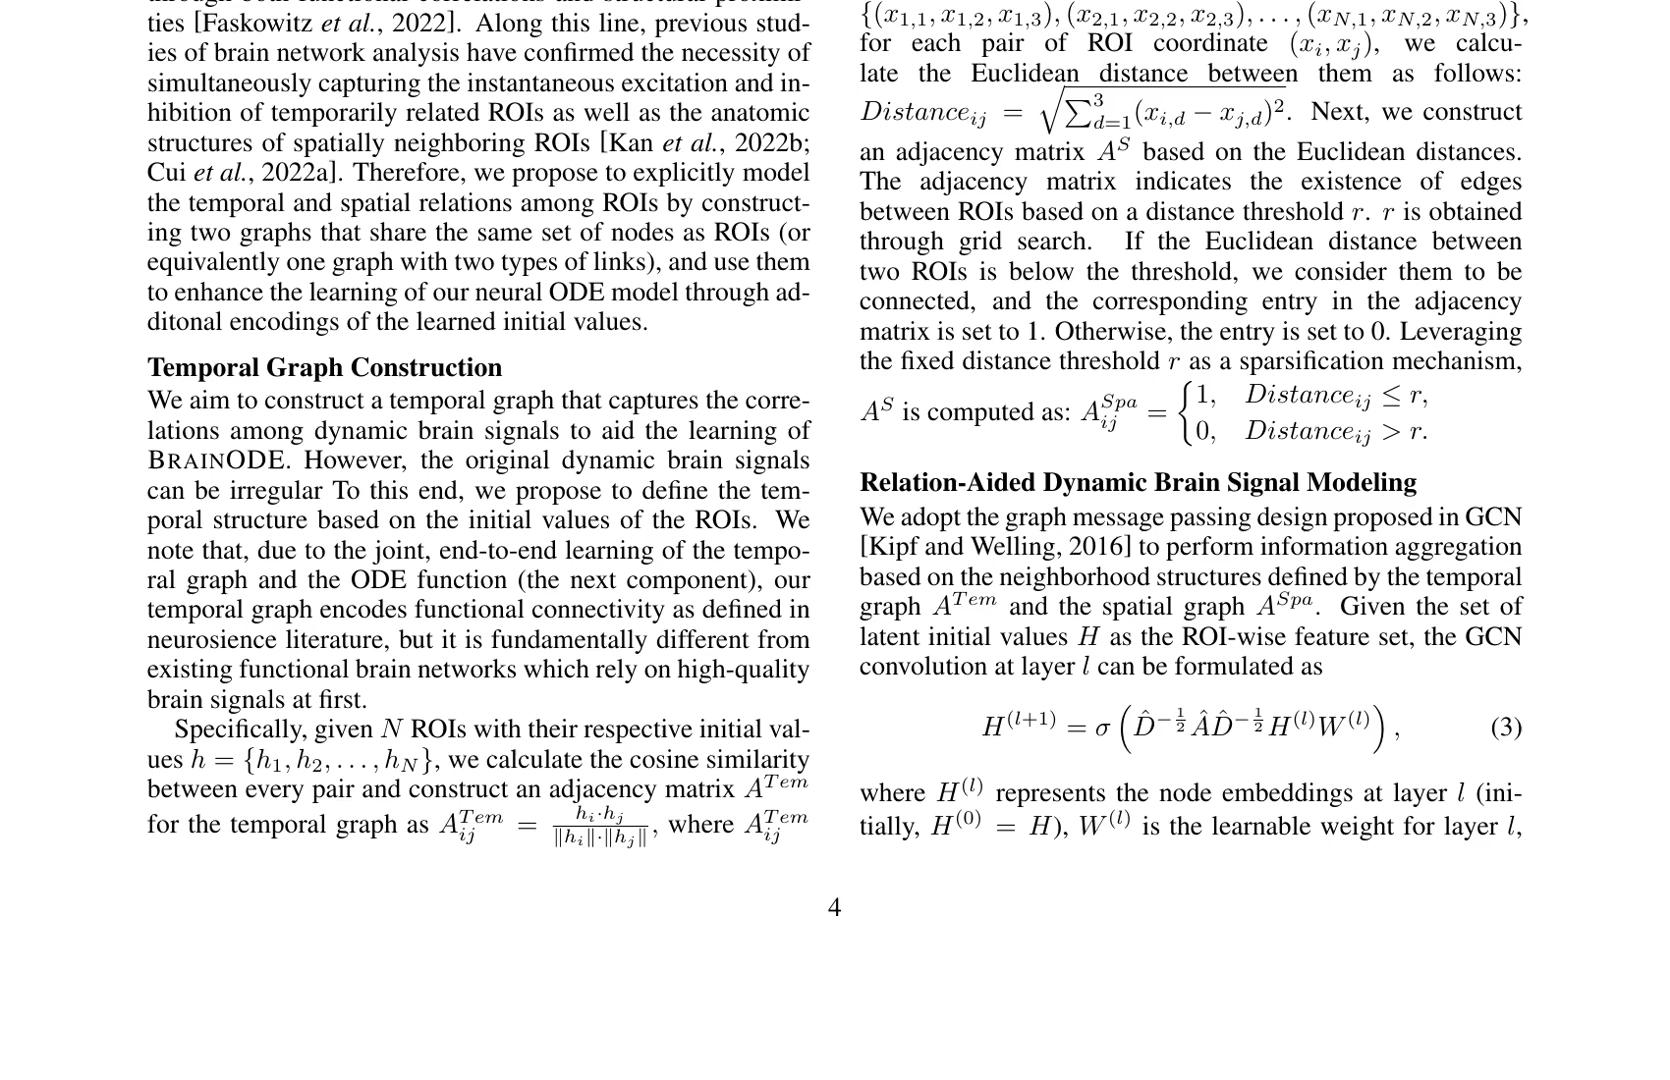 ties [Faskowitz et al., 2022]. Along this line, previous stud-
ies of brain network analysis have confirmed the necessity of
simultaneously capturing the instantaneous excitation and in-
hibition of temporarily related ROIs as well as the anatomic
structures of spatially neighboring ROIs [Kan et al., 2022b;
Cui et al., 2022a]. Therefore, we propose to explicitly model
the temporal and spatial relations among ROIs by construct-
ing two graphs that share the same set of nodes as ROIs (or
equivalently one graph with two types of links), and use them
to enhance the learning of our neural ODE model through ad-
ditonal encodings of the learned initial values.
Temporal Graph Construction
We aim to construct a temporal graph that captures the corre-
lations among dynamic brain signals to aid the learning of
BRAINODE. However, the original dynamic brain signals
can be irregular To this end, we propose to define the tem-
poral structure based on the initial values of the ROIs. We
note that, due to the joint, end-to-end learning of the tempo-
ral graph and the ODE function (the next component), our
temporal graph encodes functional connectivity as defined in
neurosience literature, but it is fundamentally different from
existing functional brain networks which rely on high-quality
brain signals at first.
Specifically, given N ROIs with their respective initial val-
ues h = {h_1, h_2, . . . , h_N}, we calculate the cosine similarity
between every pair and construct an adjacency matrix A^{Tem}
for the temporal graph as A_{ij}^{Tem} = \frac{h_i·h_j}{‖h_i‖·‖h_j‖}, where A_{ij}^{Tem}
{(x_{1,1}, x_{1,2}, x_{1,3}), (x_{2,1}, x_{2,2}, x_{2,3}), . . . , (x_{N,1}, x_{N,2}, x_{N,3})},
for each pair of ROI coordinate (x_i, x_j), we calcu-
late the Euclidean distance between them as follows:
Distance_{ij} = \sqrt{∑_{d=1}^{3}(x_{i,d} − x_{j,d})^2}. Next, we construct
an adjacency matrix A^S based on the Euclidean distances.
The adjacency matrix indicates the existence of edges
between ROIs based on a distance threshold r. r is obtained
through grid search. If the Euclidean distance between
two ROIs is below the threshold, we consider them to be
connected, and the corresponding entry in the adjacency
matrix is set to 1. Otherwise, the entry is set to 0. Leveraging
the fixed distance threshold r as a sparsification mechanism,
A^S is computed as: A_{ij}^{Spa} = { 1, Distance_{ij} ≤ r,
0, Distance_{ij} > r.
Relation-Aided Dynamic Brain Signal Modeling
We adopt the graph message passing design proposed in GCN
[Kipf and Welling, 2016] to perform information aggregation
based on the neighborhood structures defined by the temporal
graph A^{Tem} and the spatial graph A^{Spa}. Given the set of
latent initial values H as the ROI-wise feature set, the GCN
convolution at layer l can be formulated as
H^{(l+1)} = σ (D̂^{−\frac{1}{2}} Â D̂^{−\frac{1}{2}} H^{(l)} W^{(l)}), (3)
where H^{(l)} represents the node embeddings at layer l (ini-
tially, H^{(0)} = H), W^{(l)} is the learnable weight for layer l,
4